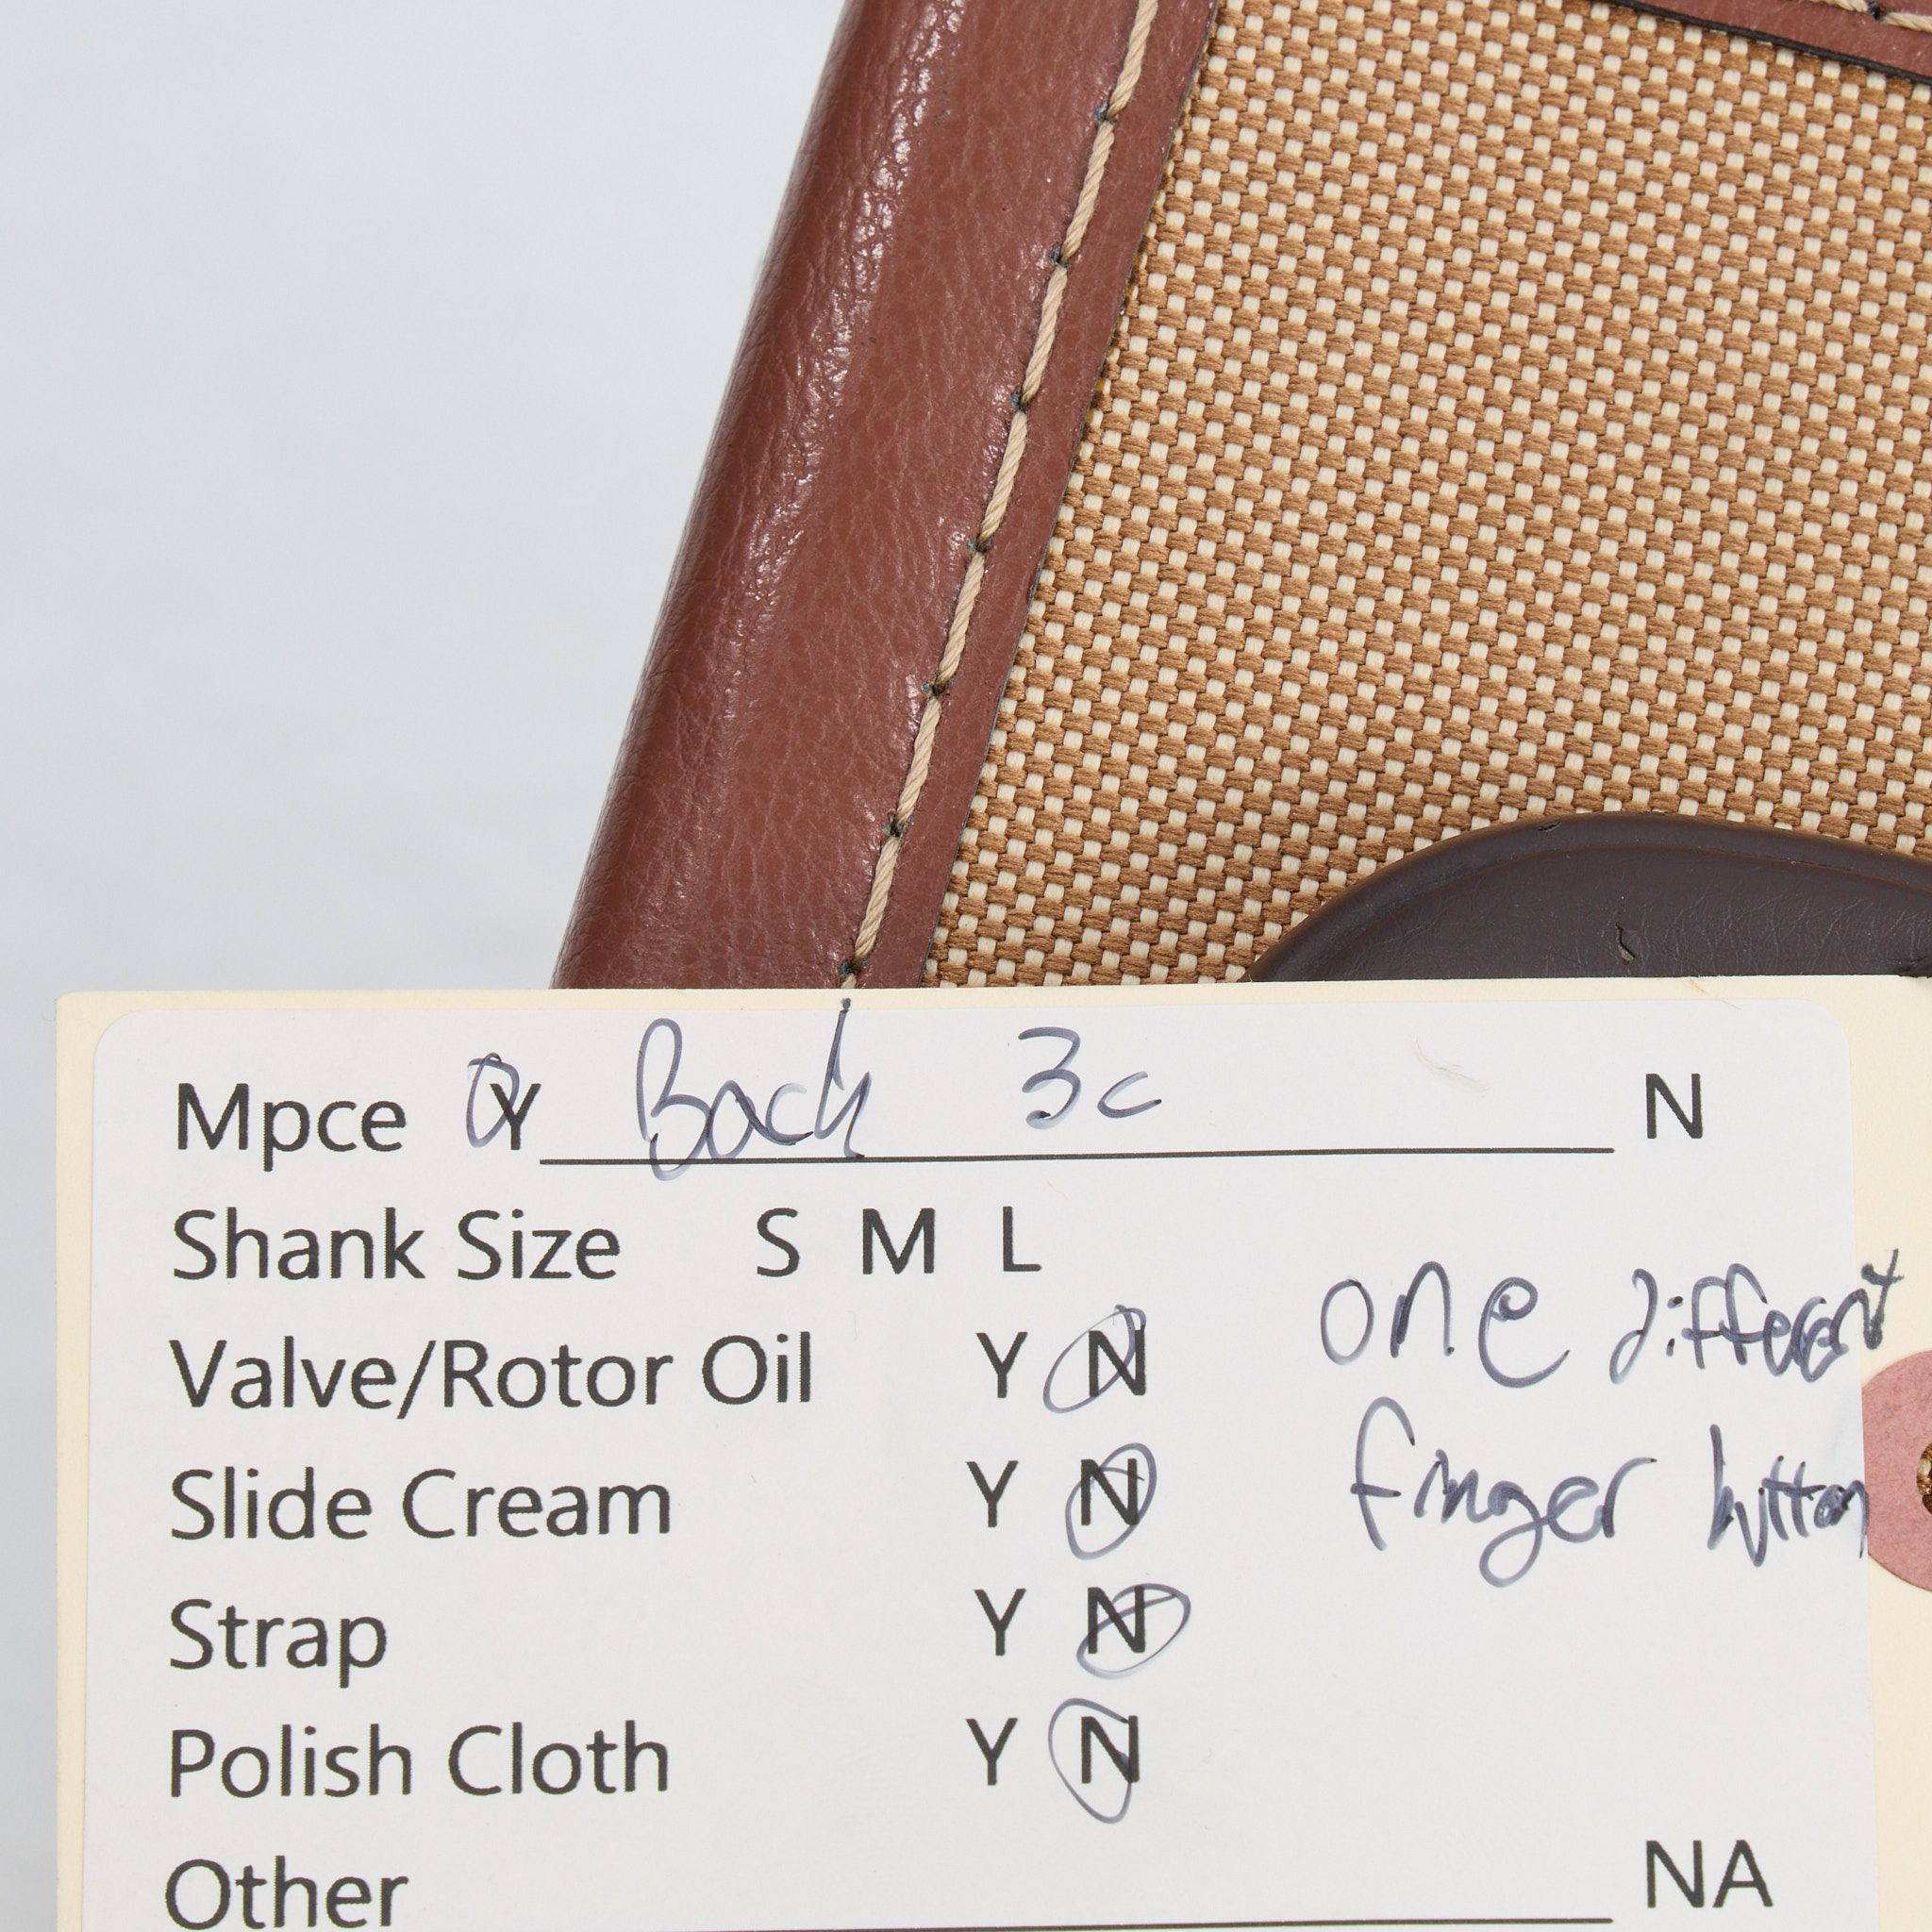 Mpce Y Bach 3c N
Shank Size S M L
Valve/Rotor Oil Y N
one different
Slide Cream Y N
finger button
Strap Y N
Polish Cloth Y N
Other NA